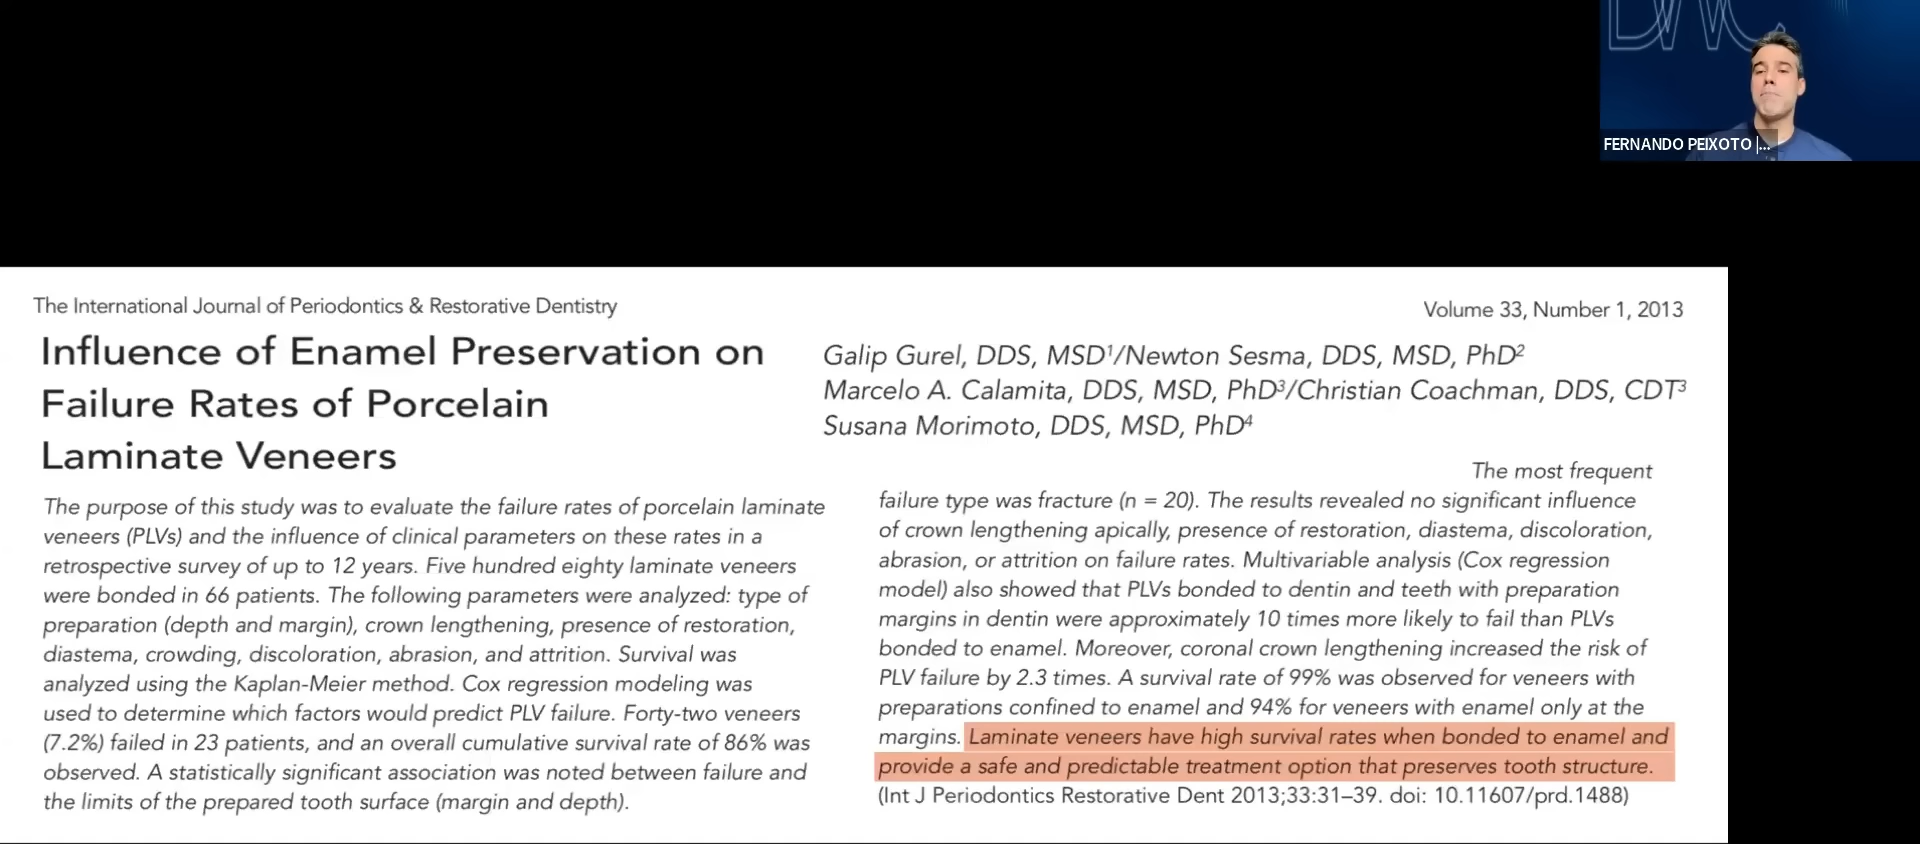 DWC
FERNANDO PEIXOTO |...
The International Journal of Periodontics & Restorative Dentistry
Volume 33, Number 1, 2013
Influence of Enamel Preservation on
Failure Rates of Porcelain
Laminate Veneers
Galip Gurel, DDS, MSD¹/Newton Sesma, DDS, MSD, PhD²
Marcelo A. Calamita, DDS, MSD, PhD³/Christian Coachman, DDS, CDT³
Susana Morimoto, DDS, MSD, PhD⁴
The purpose of this study was to evaluate the failure rates of porcelain laminate
veneers (PLVs) and the influence of clinical parameters on these rates in a
retrospective survey of up to 12 years. Five hundred eighty laminate veneers
were bonded in 66 patients. The following parameters were analyzed: type of
preparation (depth and margin), crown lengthening, presence of restoration,
diastema, crowding, discoloration, abrasion, and attrition. Survival was
analyzed using the Kaplan-Meier method. Cox regression modeling was
used to determine which factors would predict PLV failure. Forty-two veneers
(7.2%) failed in 23 patients, and an overall cumulative survival rate of 86% was
observed. A statistically significant association was noted between failure and
the limits of the prepared tooth surface (margin and depth).
The most frequent
failure type was fracture (n = 20). The results revealed no significant influence
of crown lengthening apically, presence of restoration, diastema, discoloration,
abrasion, or attrition on failure rates. Multivariable analysis (Cox regression
model) also showed that PLVs bonded to dentin and teeth with preparation
margins in dentin were approximately 10 times more likely to fail than PLVs
bonded to enamel. Moreover, coronal crown lengthening increased the risk of
PLV failure by 2.3 times. A survival rate of 99% was observed for veneers with
preparations confined to enamel and 94% for veneers with enamel only at the
margins. Laminate veneers have high survival rates when bonded to enamel and
provide a safe and predictable treatment option that preserves tooth structure.
(Int J Periodontics Restorative Dent 2013;33:31–39. doi: 10.11607/prd.1488)